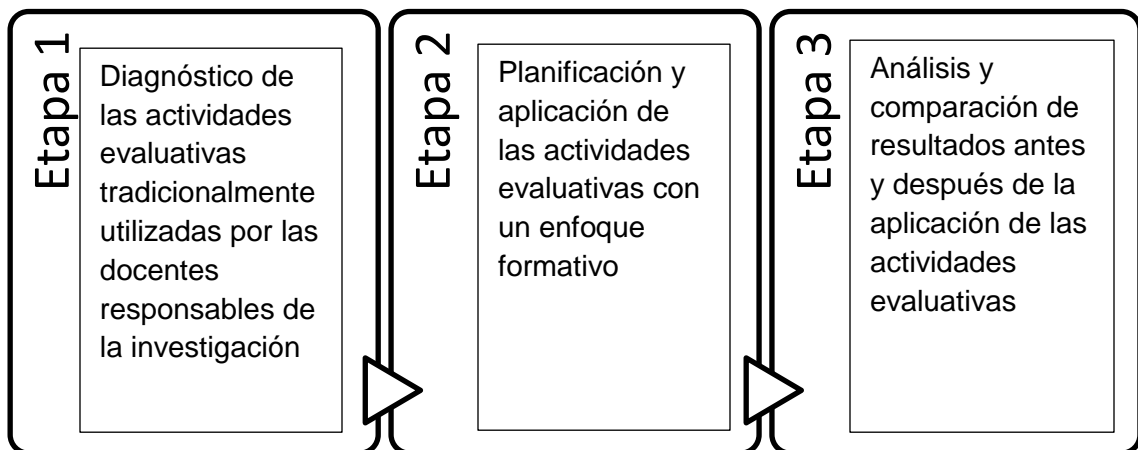 Etapa 1
Diagnóstico de
las actividades
evaluativas
tradicionalmente
utilizadas por las
docentes
responsables de
la investigación
Etapa 2
Planificación y
aplicación de
las actividades
evaluativas con
un enfoque
formativo
Etapa 3
Análisis y
comparación de
resultados antes
y después de la
aplicación de las
actividades
evaluativas